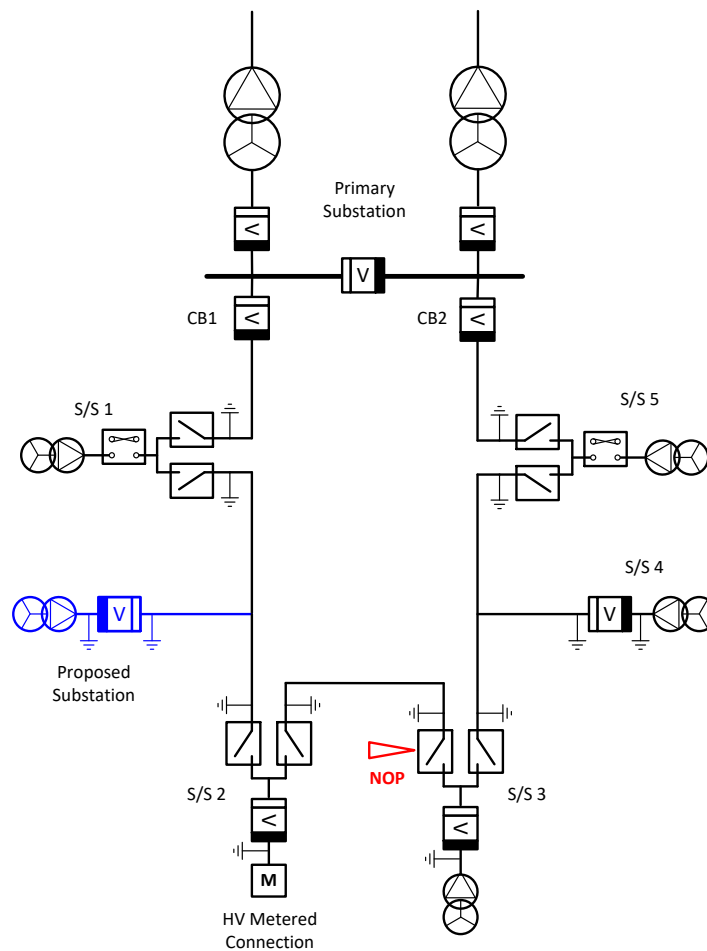 Primary
Substation
V
V
V
CB1
V
CB2
V
S/S 1
S/S 5
S/S 4
V
V
Proposed
Substation
NOP
S/S 2
S/S 3
V
V
M
HV Metered
Connection